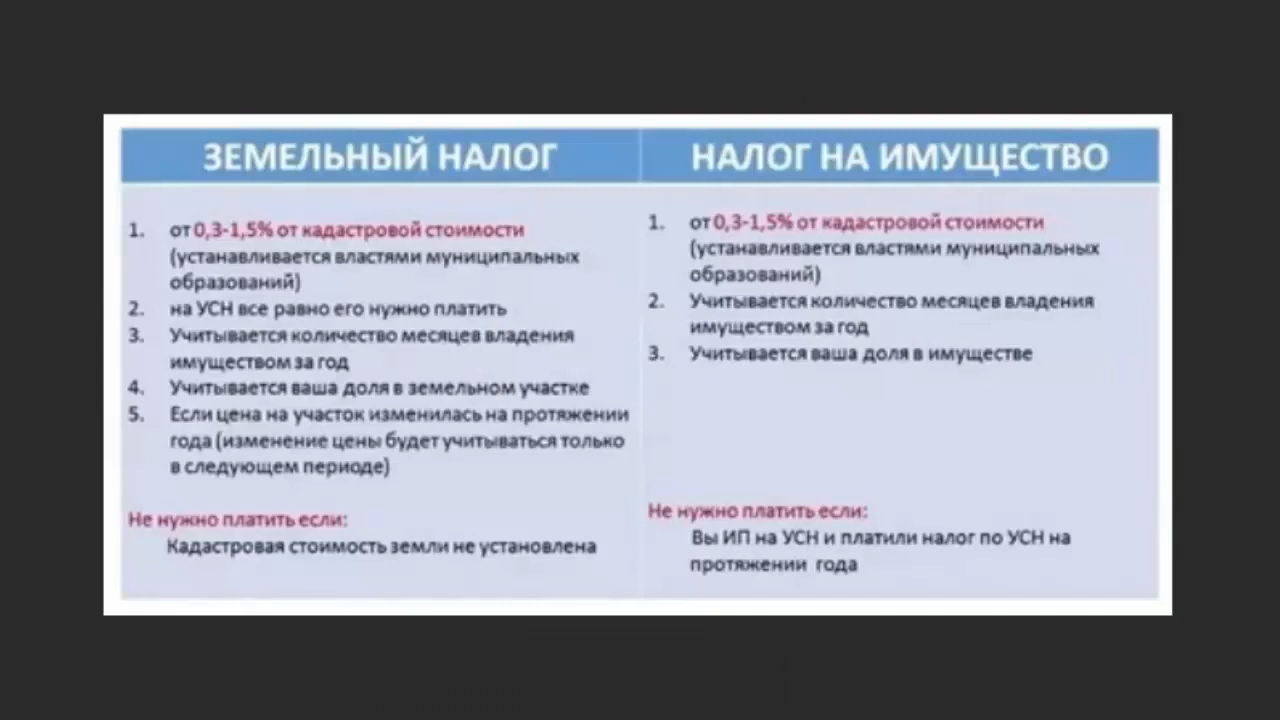 ЗЕМЕЛЬНЫЙ НАЛОГ
1. от 0,3-1,5% от кадастровой стоимости
(устанавливается властями муниципальных
образований)
2. на УСН все равно его нужно платить
3. Учитывается количество месяцев владения
имуществом за год
4. Учитывается ваша доля в земельном участке
5. Если цена на участок изменилась на протяжении
года (изменение цены будет учитываться только
в следующем периоде)
Не нужно платить если:
Кадастровая стоимость земли не установлена
НАЛОГ НА ИМУЩЕСТВО
1. от 0,3-1,5% от кадастровой стоимости
(устанавливается властями муниципальных
образований)
2. Учитывается количество месяцев владения
имуществом за год
3. Учитывается ваша доля в имуществе
Не нужно платить если:
Вы ИП на УСН и платили налог по УСН на
протяжении года